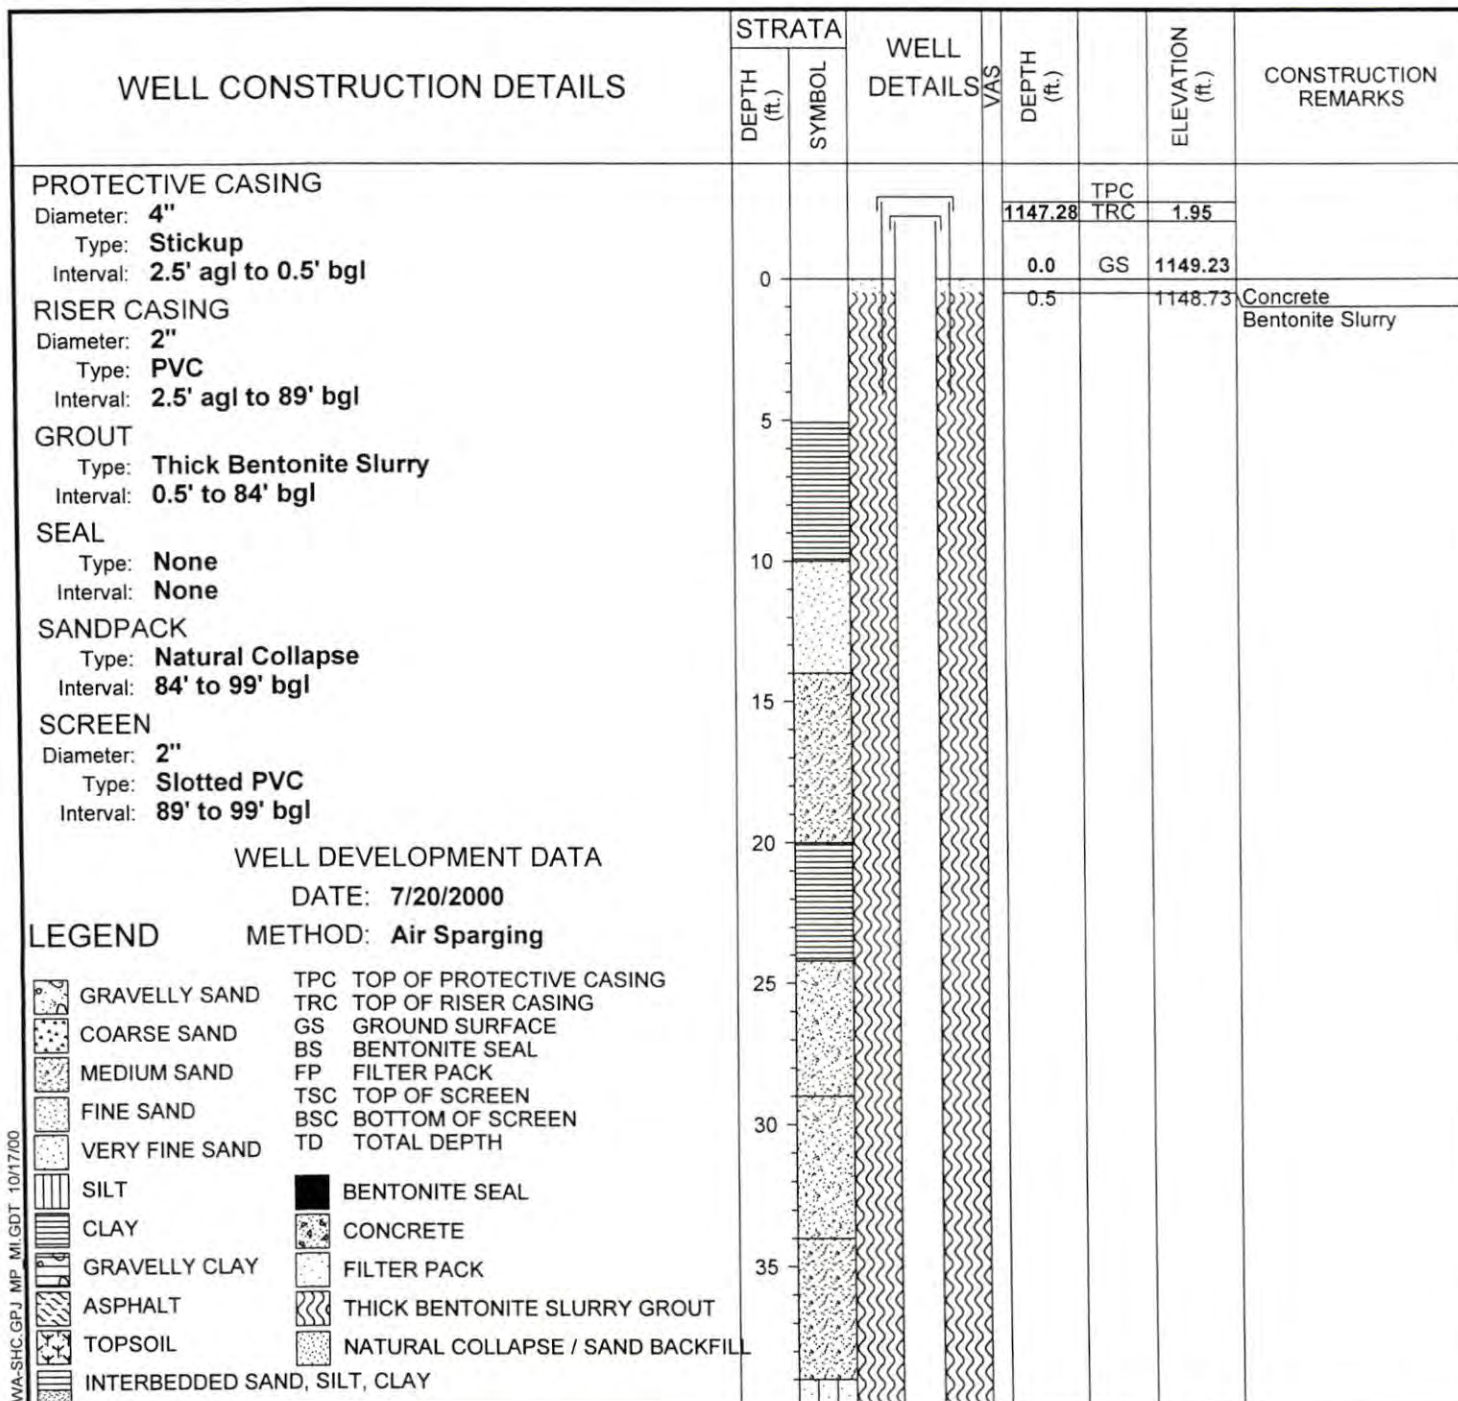 WELL CONSTRUCTION DETAILS
STRATA
DEPTH (ft.)
SYMBOL
WELL DETAILS
VAS
DEPTH (ft.)
ELEVATION (ft.)
CONSTRUCTION REMARKS
PROTECTIVE CASING
Diameter: 4"
Type: Stickup
Interval: 2.5' agl to 0.5' bgl
RISER CASING
Diameter: 2"
Type: PVC
Interval: 2.5' agl to 89' bgl
GROUT
Type: Thick Bentonite Slurry
Interval: 0.5' to 84' bgl
SEAL
Type: None
Interval: None
SANDPACK
Type: Natural Collapse
Interval: 84' to 99' bgl
SCREEN
Diameter: 2"
Type: Slotted PVC
Interval: 89' to 99' bgl
WELL DEVELOPMENT DATA
DATE: 7/20/2000
METHOD: Air Sparging
LEGEND
GRAVELLY SAND
COARSE SAND
MEDIUM SAND
FINE SAND
VERY FINE SAND
SILT
CLAY
GRAVELLY CLAY
ASPHALT
TOPSOIL
INTERBEDDED SAND, SILT, CLAY
TPC TOP OF PROTECTIVE CASING
TRC TOP OF RISER CASING
GS GROUND SURFACE
BS BENTONITE SEAL
FP FILTER PACK
TSC TOP OF SCREEN
BSC BOTTOM OF SCREEN
TD TOTAL DEPTH
BENTONITE SEAL
CONCRETE
FILTER PACK
THICK BENTONITE SLURRY GROUT
NATURAL COLLAPSE / SAND BACKFILL
WA-SHC.GPJ MP_MI.GDT 10/17/00
0
5
10
15
20
25
30
35
TPC
1147.28 TRC 1.95
0.0 GS 1149.23
0.5 1148.73 Concrete
Bentonite Slurry